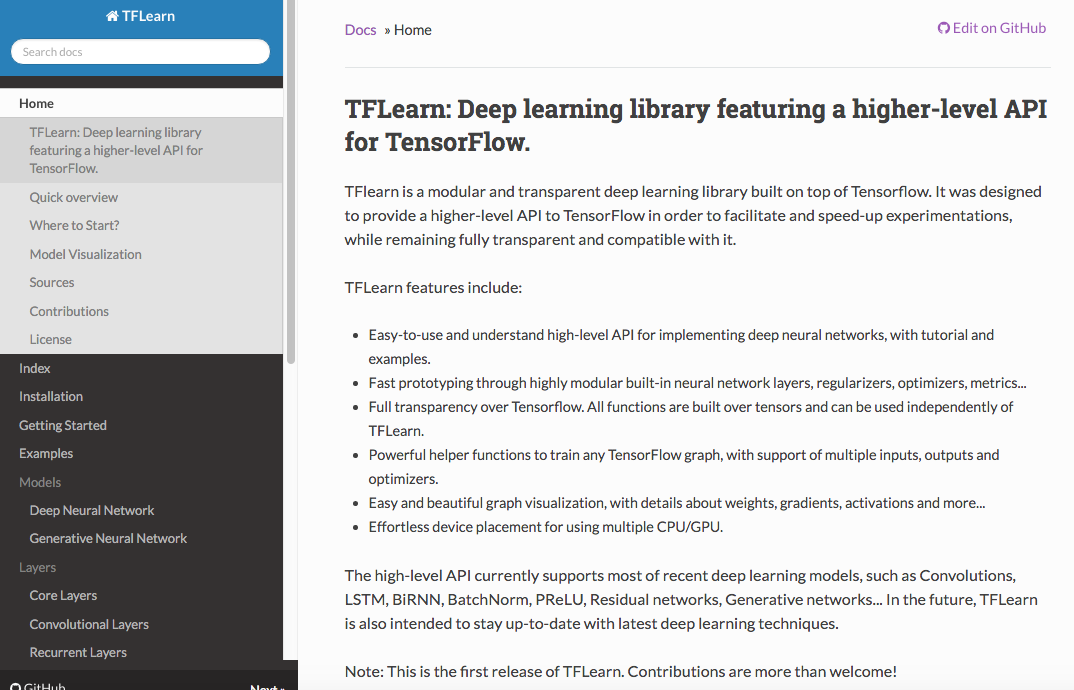 TFLearn
Search docs
Home
TFLearn: Deep learning library
featuring a higher-level API for
TensorFlow.
Quick overview
Where to Start?
Model Visualization
Sources
Contributions
License
Index
Installation
Getting Started
Examples
Models
Deep Neural Network
Generative Neural Network
Layers
Core Layers
Convolutional Layers
Recurrent Layers
GitHub
Next »
Docs » Home
Edit on GitHub
TFLearn: Deep learning library featuring a higher-level API
for TensorFlow.
TFlearn is a modular and transparent deep learning library built on top of Tensorflow. It was designed
to provide a higher-level API to TensorFlow in order to facilitate and speed-up experimentations,
while remaining fully transparent and compatible with it.
TFLearn features include:
• Easy-to-use and understand high-level API for implementing deep neural networks, with tutorial and
examples.
• Fast prototyping through highly modular built-in neural network layers, regularizers, optimizers, metrics...
• Full transparency over Tensorflow. All functions are built over tensors and can be used independently of
TFLearn.
• Powerful helper functions to train any TensorFlow graph, with support of multiple inputs, outputs and
optimizers.
• Easy and beautiful graph visualization, with details about weights, gradients, activations and more...
• Effortless device placement for using multiple CPU/GPU.
The high-level API currently supports most of recent deep learning models, such as Convolutions,
LSTM, BiRNN, BatchNorm, PReLU, Residual networks, Generative networks... In the future, TFLearn
is also intended to stay up-to-date with latest deep learning techniques.
Note: This is the first release of TFLearn. Contributions are more than welcome!